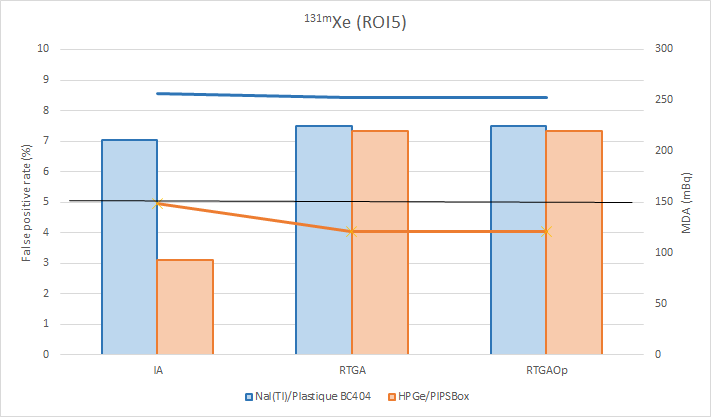 131mXe (ROI5)
10
9
8
7
6
5
4
3
2
1
0
False positive rate (%)
300
250
200
150
100
50
0
MDA (mBq)
IA
RTGA
RTGAOp
NaI(Tl)/Plastique BC404
HPGe/PIPSBox